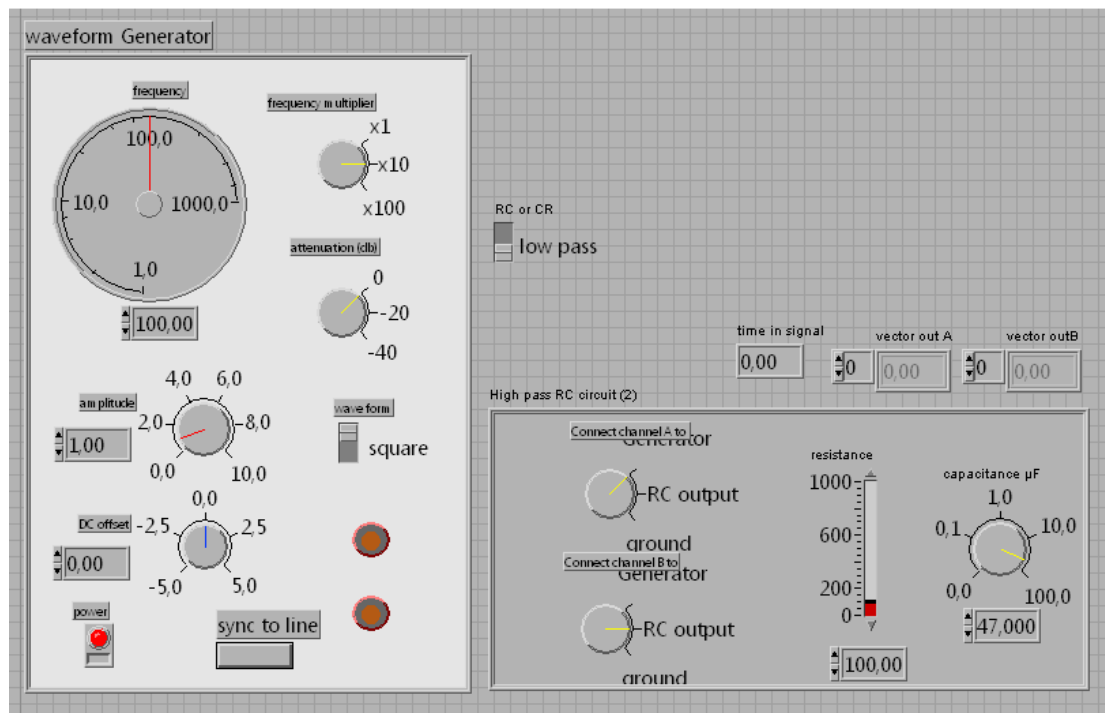 waveform Generator
frequency
100,0
10,0
1000,0
1,0
100,00
frequency multiplier
x1
x10
x100
attenuation (db)
0
-20
-40
amplitude
4,0 6,0
2,0 8,0
0,0 10,0
1,00
wave form
square
DC offset
0,0
-2,5 2,5
-5,0 5,0
0,00
power
sync to line
RC or CR
low pass
time in signal
0,00
vector out A
0 0,00
vector outB
0 0,00
High pass RC circuit (2)
Connect channel A to
Generator
RC output
ground
Connect channel B to
Generator
RC output
ground
resistance
1000
600
200
0
100,00
capacitance µF
1,0
0,1 10,0
0,0 100,0
47,000